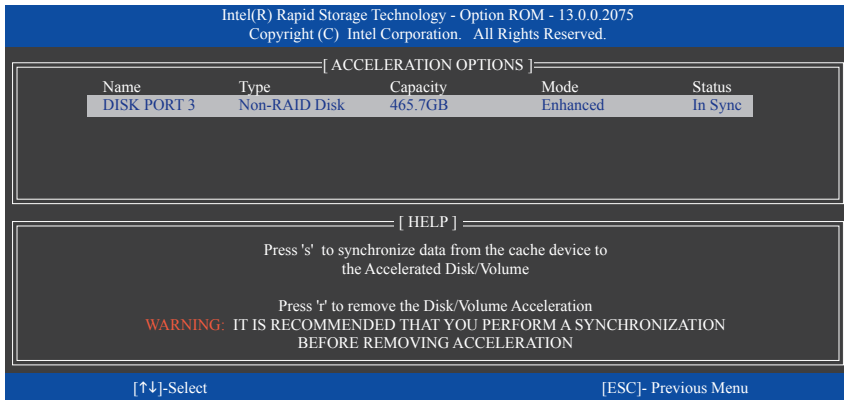 Intel(R) Rapid Storage Technology - Option ROM - 13.0.0.2075
Copyright (C) Intel Corporation. All Rights Reserved.
[ ACCELERATION OPTIONS ]
Name Type Capacity Mode Status
DISK PORT 3 Non-RAID Disk 465.7GB Enhanced In Sync
[ HELP ]
Press 's' to synchronize data from the cache device to
the Accelerated Disk/Volume
Press 'r' to remove the Disk/Volume Acceleration
WARNING: IT IS RECOMMENDED THAT YOU PERFORM A SYNCHRONIZATION
BEFORE REMOVING ACCELERATION
[↑↓]-Select [ESC]- Previous Menu